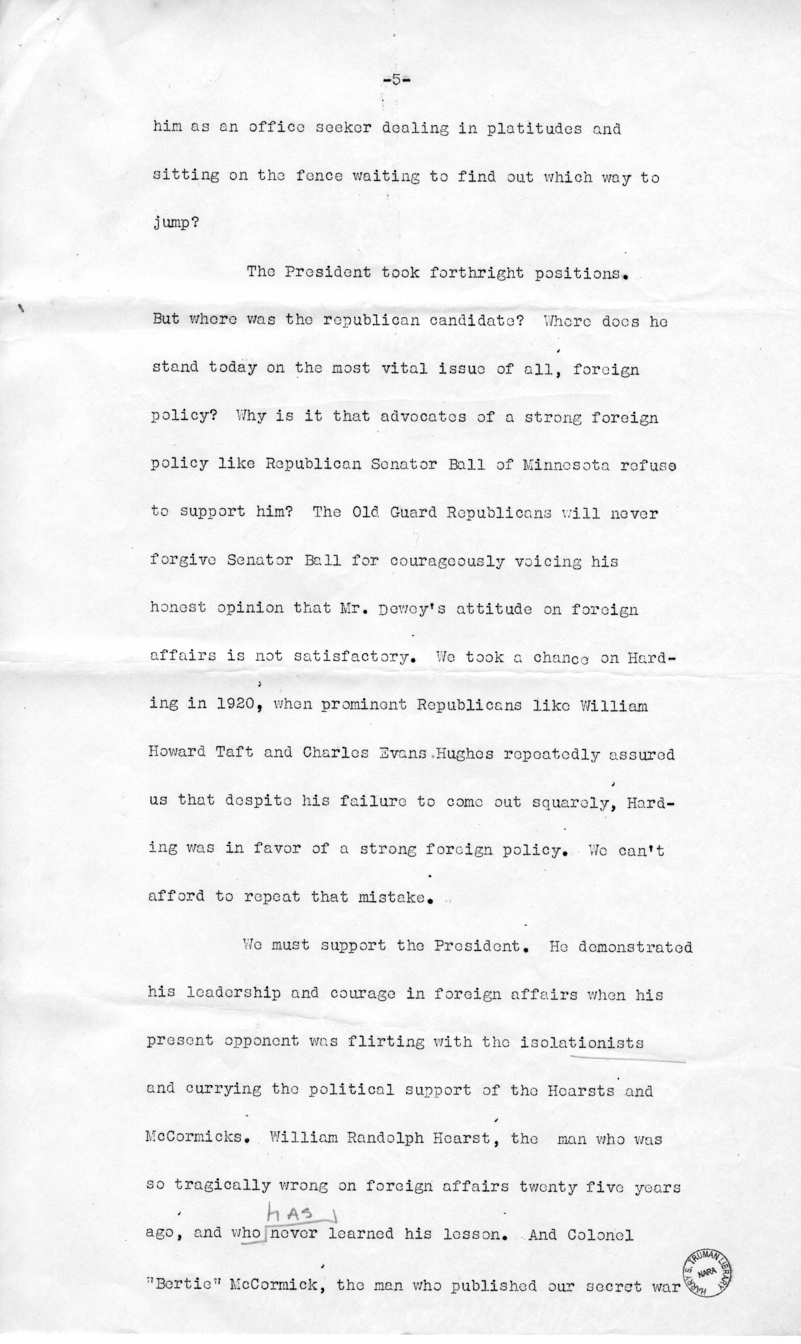 -5-
him as an office seeker dealing in platitudes and
sitting on the fence waiting to find out which way to
jump?
The President took forthright positions.
But where was the republican candidate? Where does he
stand today on the most vital issue of all, foreign
policy? Why is it that advocates of a strong foreign
policy like Republican Senator Ball of Minnesota refuse
to support him? The Old Guard Republicans will never
forgive Senator Ball for courageously voicing his
honest opinion that Mr. Dewey's attitude on foreign
affairs is not satisfactory. We took a chance on Hard-
ing in 1920, when prominent Republicans like William
Howard Taft and Charles Evans Hughes repeatedly assured
us that despite his failure to come out squarely, Hard-
ing was in favor of a strong foreign policy. We can't
afford to repeat that mistake.
We must support the President. He demonstrated
his leadership and courage in foreign affairs when his
present opponent was flirting with the isolationists
and currying the political support of the Hearsts and
McCormicks. William Randolph Hearst, the man who was
so tragically wrong on foreign affairs twenty five years
HAS
ago, and who never learned his lesson. And Colonel
"Bertie" McCormick, the man who published our secret war
HARRY S. TRUMAN LIBRARY
NARA